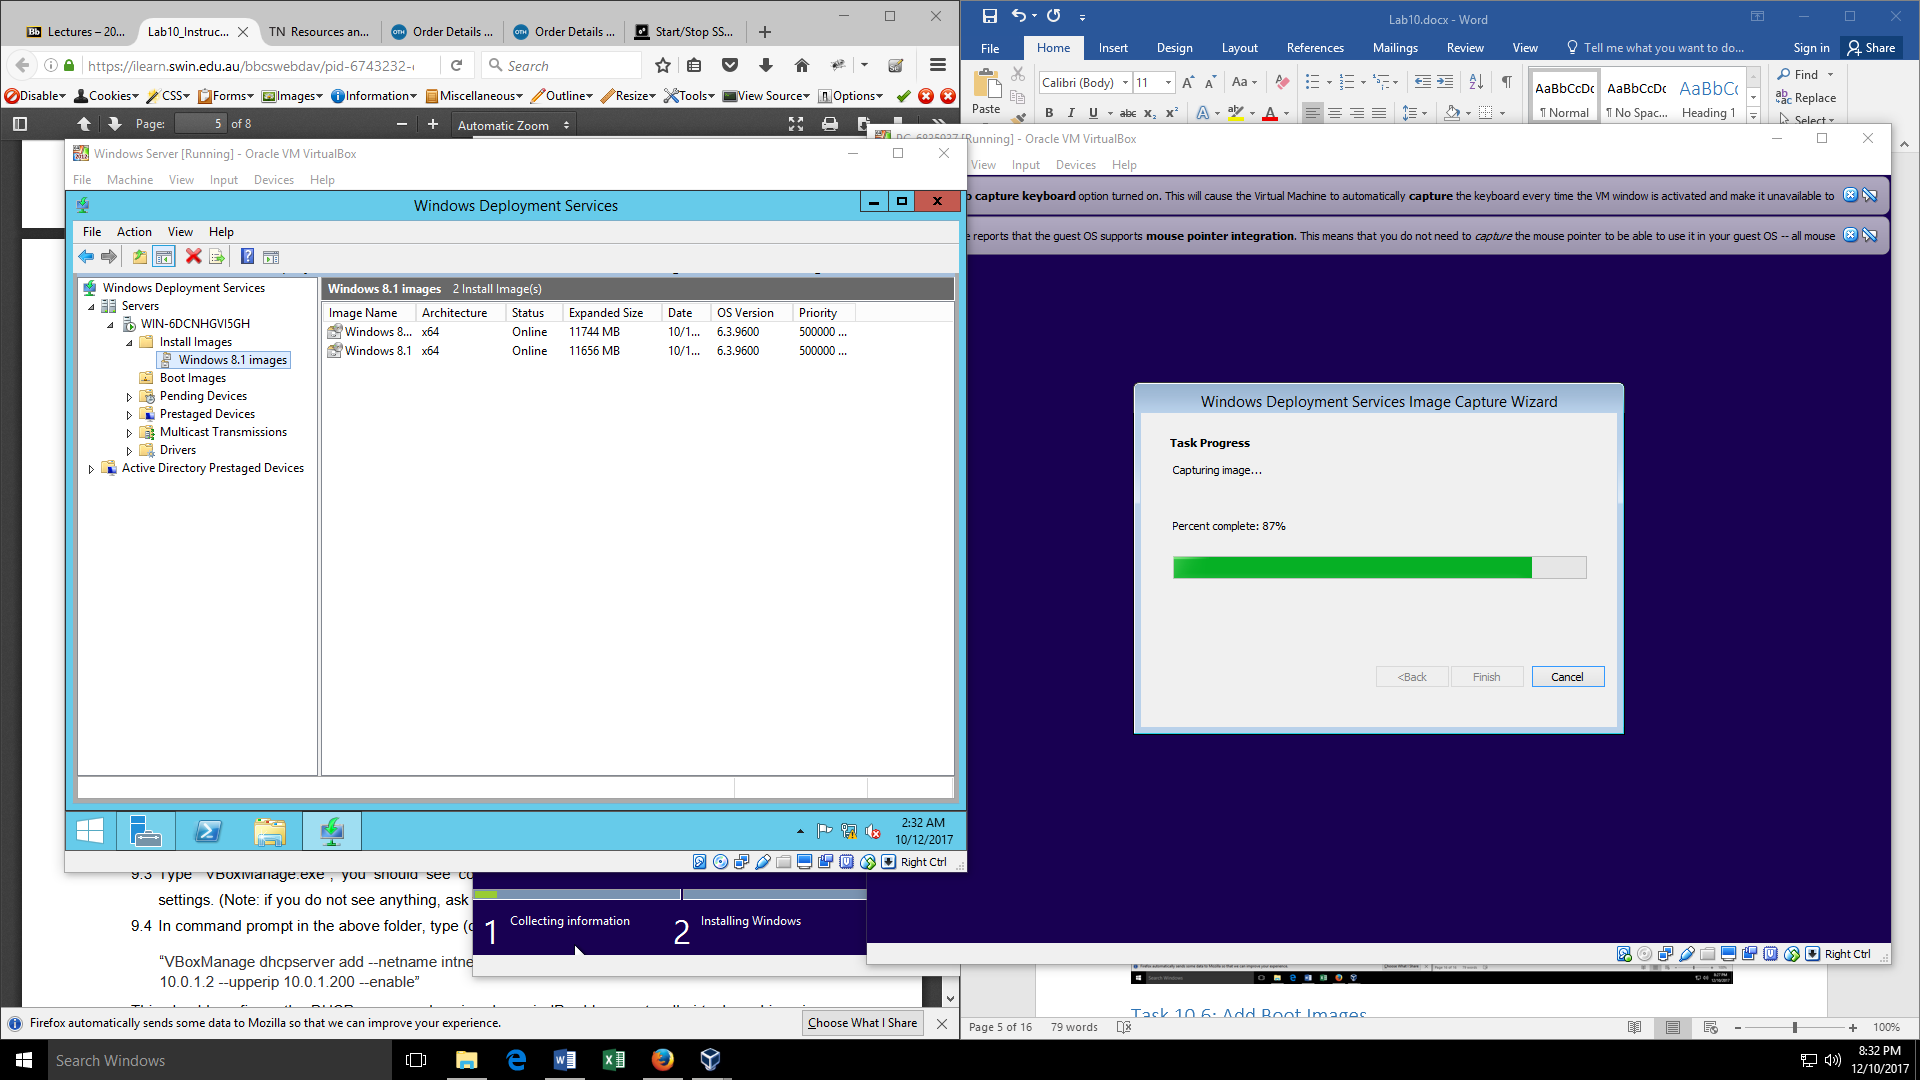 Lectures – 20...
Lab10_Instruc...
TN Resources an...
Order Details ...
Order Details ...
Start/Stop SS...
https://ilearn.swin.edu.au/bbcswebdav/pid-6743232-
Search
Disable Cookies CSS Forms Images Information Miscellaneous Outline Resize Tools View Source Options
Page: 5 of 8
Automatic Zoom
Lab10.docx - Word
File Home Insert Design Layout References Mailings Review View Tell me what you want to do... Sign in Share
Paste
Calibri (Body) 11
AaBbCcDc AaBbCcDc AaBbCc
¶ Normal ¶ No Spac... Heading 1
Find
Replace
Select
Windows Server [Running] - Oracle VM VirtualBox
File Machine View Input Devices Help
Windows Deployment Services
File Action View Help
Windows Deployment Services
Servers
WIN-6DCNHGVI5GH
Install Images
Windows 8.1 images
Boot Images
Pending Devices
Prestaged Devices
Multicast Transmissions
Drivers
Active Directory Prestaged Devices
Windows 8.1 images 2 Install Image(s)
Image Name Architecture Status Expanded Size Date OS Version Priority
Windows 8... x64 Online 11744 MB 10/1... 6.3.9600 500000 ...
Windows 8.1 x64 Online 11656 MB 10/1... 6.3.9600 500000 ...
2:32 AM
10/12/2017
Right Ctrl
[Running] - Oracle VM VirtualBox
View Input Devices Help
capture keyboard option turned on. This will cause the Virtual Machine to automatically capture the keyboard every time the VM window is activated and make it unavailable to
reports that the guest OS supports mouse pointer integration. This means that you do not need to capture the mouse pointer to be able to use it in your guest OS -- all mouse
Windows Deployment Services Image Capture Wizard
Task Progress
Capturing image...
Percent complete: 87%
<Back Finish Cancel
Right Ctrl
9.3 Type "VBoxManage.exe", you should see
settings. (Note: if you do not see anything, ask
9.4 In command prompt in the above folder, type
“VBoxManage dhcpserver add --netname
10.0.1.2 --upperip 10.0.1.200 --enable”
1 Collecting information
2 Installing Windows
Firefox automatically sends some data to Mozilla so that we can improve your experience.
Choose What I Share
Task 10.6: Add Boot Images
Page 5 of 16 79 words
100%
Search Windows
8:32 PM
12/10/2017